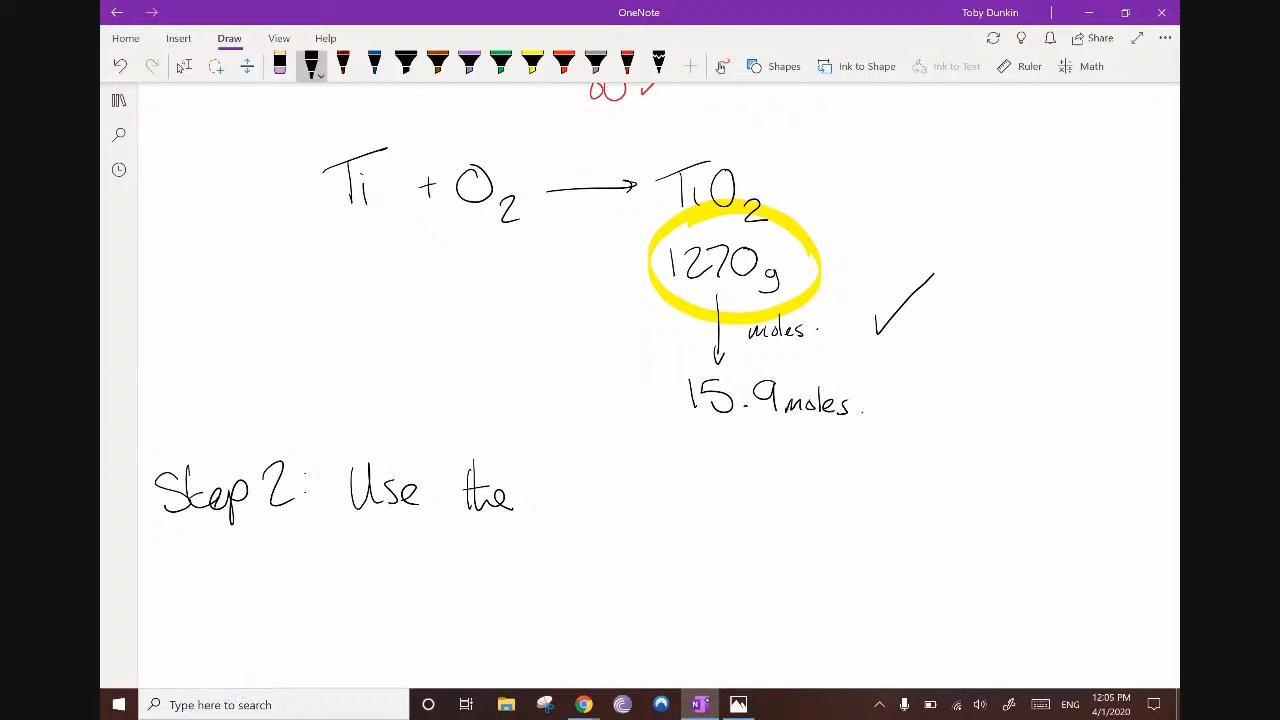 OneNote
Toby Dunkin
Home Insert Draw View Help
Share
Shapes Ink to Shape Ink to Text Ruler Math
Ti + O2 → TiO2
1270g
moles.
15.9moles.
Step 2: Use the
Type here to search
ENG
12:05 PM
4/1/2020